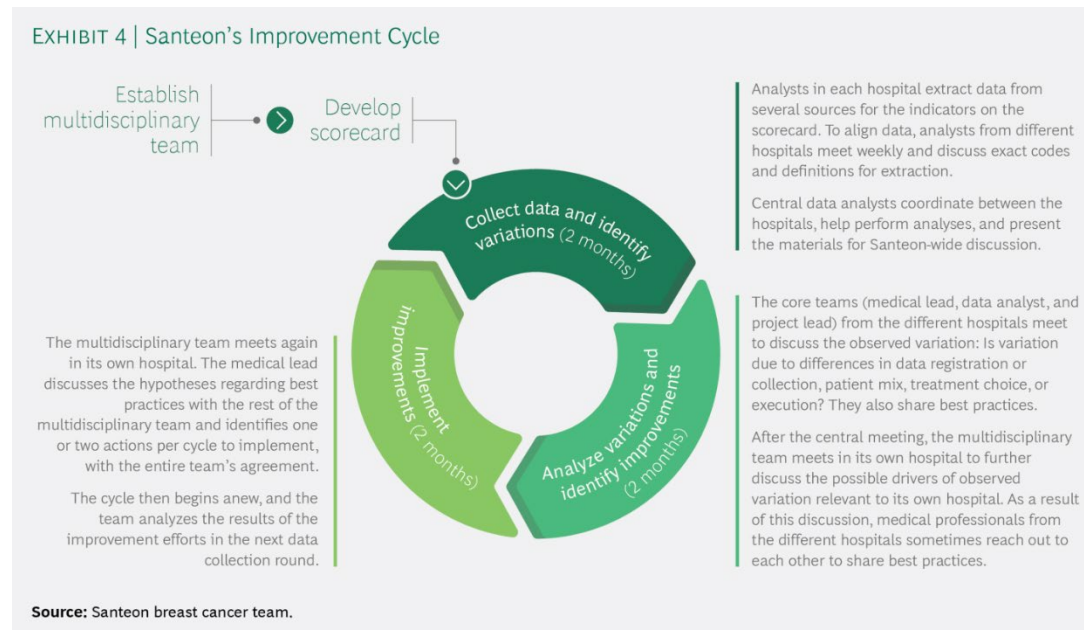 EXHIBIT 4 | Santeon's Improvement Cycle
Establish
multidisciplinary
team
Develop
scorecard
Collect data and identify
variations (2 months)
Analysts in each hospital extract data from
several sources for the indicators on the
scorecard. To align data, analysts from different
hospitals meet weekly and discuss exact codes
and definitions for extraction.
Central data analysts coordinate between the
hospitals, help perform analyses, and present
the materials for Santeon-wide discussion.
Analyze variations and
identify improvements
(2 months)
The core teams (medical lead, data analyst, and
project lead) from the different hospitals meet
to discuss the observed variation: Is variation
due to differences in data registration or
collection, patient mix, treatment choice, or
execution? They also share best practices.
After the central meeting, the multidisciplinary
team meets in its own hospital to further
discuss the possible drivers of observed
variation relevant to its own hospital. As a result
of this discussion, medical professionals from
the different hospitals sometimes reach out to
each other to share best practices.
Implement
improvements (2 months)
The multidisciplinary team meets again
in its own hospital. The medical lead
discusses the hypotheses regarding best
practices with the rest of the
multidisciplinary team and identifies one
or two actions per cycle to implement,
with the entire team's agreement.
The cycle then begins anew, and the
team analyzes the results of the
improvement efforts in the next data
collection round.
Source: Santeon breast cancer team.